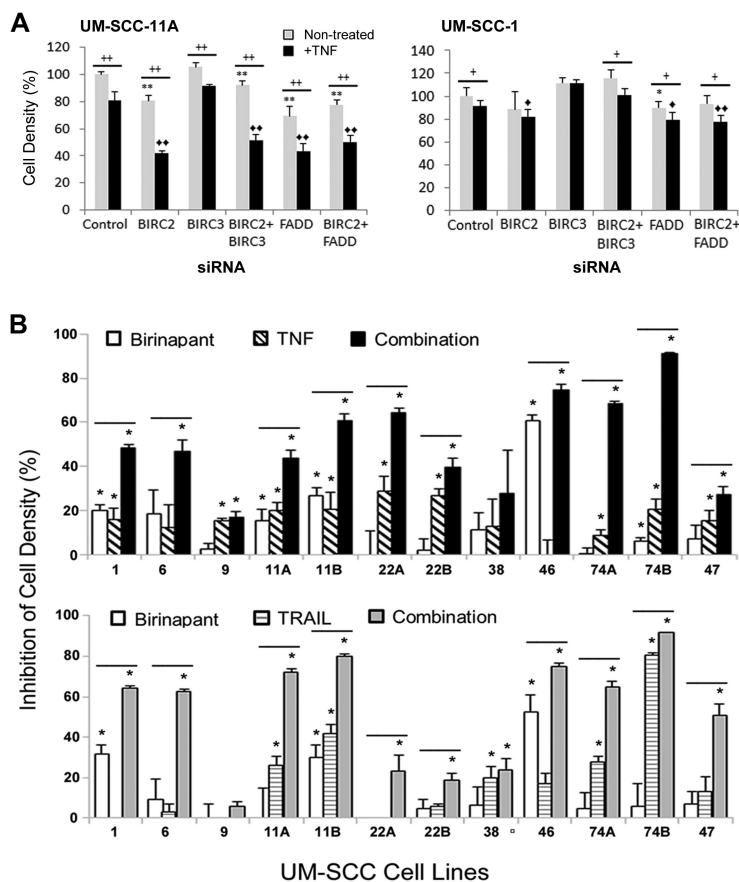 A
UM-SCC-11A
Non-treated
+TNF
UM-SCC-1
Cell Density (%)
120
100
80
60
40
20
0
++ ++ ++ ++ ++ ++
** ** ** **
♦♦ ♦♦ ♦♦ ♦♦
Control BIRC2 BIRC3 BIRC2+ BIRC3 FADD BIRC2+ FADD
siRNA
140
120
100
80
60
40
20
0
+ + + +
* ♦ ♦ ♦♦
Control BIRC2 BIRC3 BIRC2+ BIRC3 FADD BIRC2+ FADD
siRNA
B
Inhibition of Cell Density (%)
Birinapant TNF Combination
100
80
60
40
20
0
1 6 9 11A 11B 22A 22B 38 46 74A 74B 47
Birinapant TRAIL Combination
100
80
60
40
20
0
1 6 9 11A 11B 22A 22B 38 46 74A 74B 47
UM-SCC Cell Lines